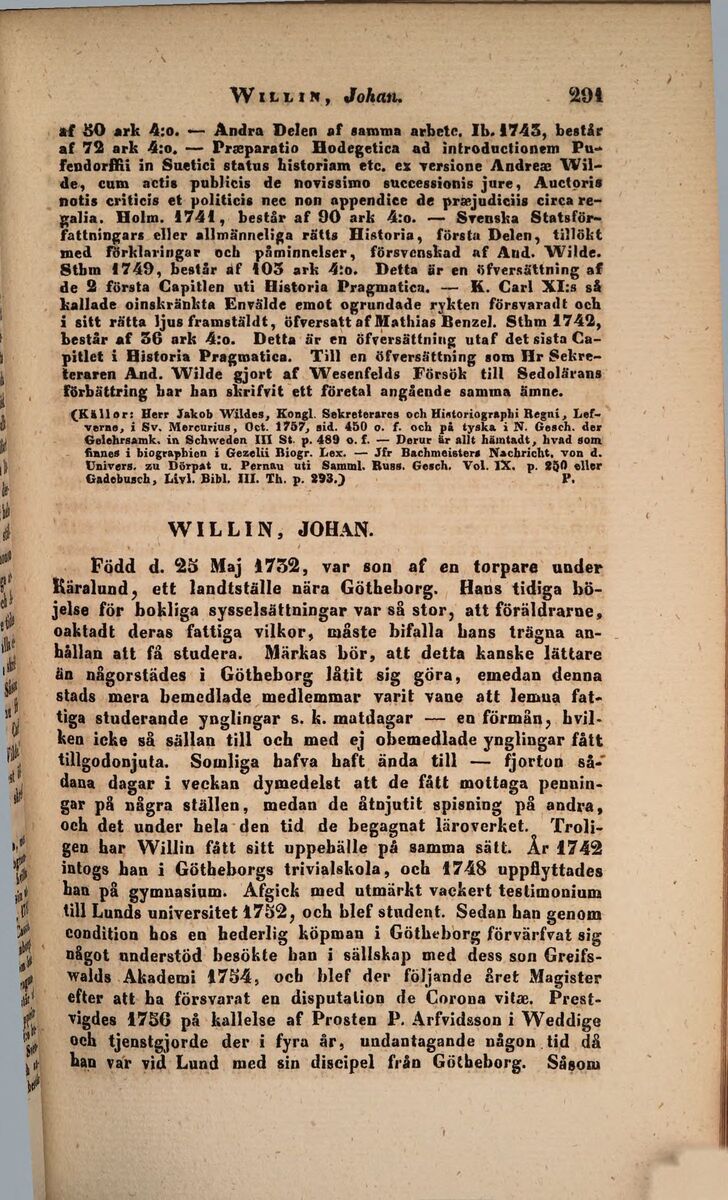 WILLIN, Johan. 291
af 80 ark 4:o. — Andra Delen af samma arbete. Ib. 1743, består
af 72 ark 4:o. — Præparatio Hodegetica ad introductionem Pu-
fendorffii in Suetici status historiam etc. ex versione Andreæ Wil-
de, cum actis publicis de novissimo successionis jure, Auctoris
notis criticis et politicis nec non appendice de præjudiciis circa re-
galia. Holm. 1741, består af 90 ark 4:o. — Svenska Statsför-
fattningars eller allmänneliga rätts Historia, första Delen, tillökt
med förklaringar och påminnelser, försvenskad af And. Wilde.
Sthm 1749, består af 103 ark 4:o. Detta är en öfversättning af
de 2 första Capitlen uti Historia Pragmatica. — K. Carl XI:s så
kallade oinskränkta Envälde emot ogrundade rykten försvaradt och
i sitt rätta ljus framstäldt, öfversatt af Mathias Benzel. Sthm 1742,
består af 36 ark 4:o. Detta är en öfversättning utaf det sista Ca-
pitlet i Historia Pragmatica. Till en öfversättning som Hr Sekre-
teraren And. Wilde gjort af Wesenfelds Försök till Sedolärans
förbättring har han skrifvit ett företal angående samma ämne.
(Källor: Herr Jakob Wildes, Kongl. Sekreterares och Historiographi Regni, Lef-
verne, i Sv. Mercurius, Oct. 1757, sid. 450 o. f. och på tyska i N. Gesch. der
Gelehrsamk. in Schweden III St. p. 489 o. f. — Derur är allt hämtadt, hvad som
finnes i biographien i Gezelii Biogr. Lex. — Jfr Bachmeisters Nachricht. von d.
Univers. zu Dörpat u. Pernau uti Samml. Russ. Gesch. Vol. IX. p. 250 eller
Gadebusch, Livl. Bibl. III. Th. p. 293.) P.
WILLIN, JOHAN.
Född d. 25 Maj 1732, var son af en torpare under
Käralund, ett landtställe nära Götheborg. Hans tidiga bö-
jelse för bokliga sysselsättningar var så stor, att föräldrarne,
oaktadt deras fattiga vilkor, måste bifalla hans trägna an-
hållan att få studera. Märkas bör, att detta kanske lättare
än någorstädes i Götheborg låtit sig göra, emedan denna
stads mera bemedlade medlemmar varit vane att lemna fat-
tiga studerande ynglingar s. k. matdagar — en förmån, hvil-
ken icke så sällan till och med ej obemedlade ynglingar fått
tillgodonjuta. Somliga hafva haft ända till — fjorton så-
dana dagar i veckan dymedelst att de fått mottaga pennin-
gar på några ställen, medan de åtnjutit spisning på andra,
och det under hela den tid de begagnat läroverket. Troli-
gen har Willin fått sitt uppehälle på samma sätt. År 1742
intogs han i Götheborgs trivialskola, och 1748 uppflyttades
han på gymnasium. Afgick med utmärkt vackert testimonium
till Lunds universitet 1752, och blef student. Sedan han genom
condition hos en hederlig köpman i Götheborg förvärfvat sig
något understöd besökte han i sällskap med dess son Greifs-
walds Akademi 1754, och blef der följande året Magister
efter att ha försvarat en disputation de Corona vitæ. Prest-
vigdes 1756 på kallelse af Prosten P. Arfvidsson i Weddige
och tjenstgjorde der i fyra år, undantagande någon tid då
han var vid Lund med sin discipel från Götheborg. Såsom